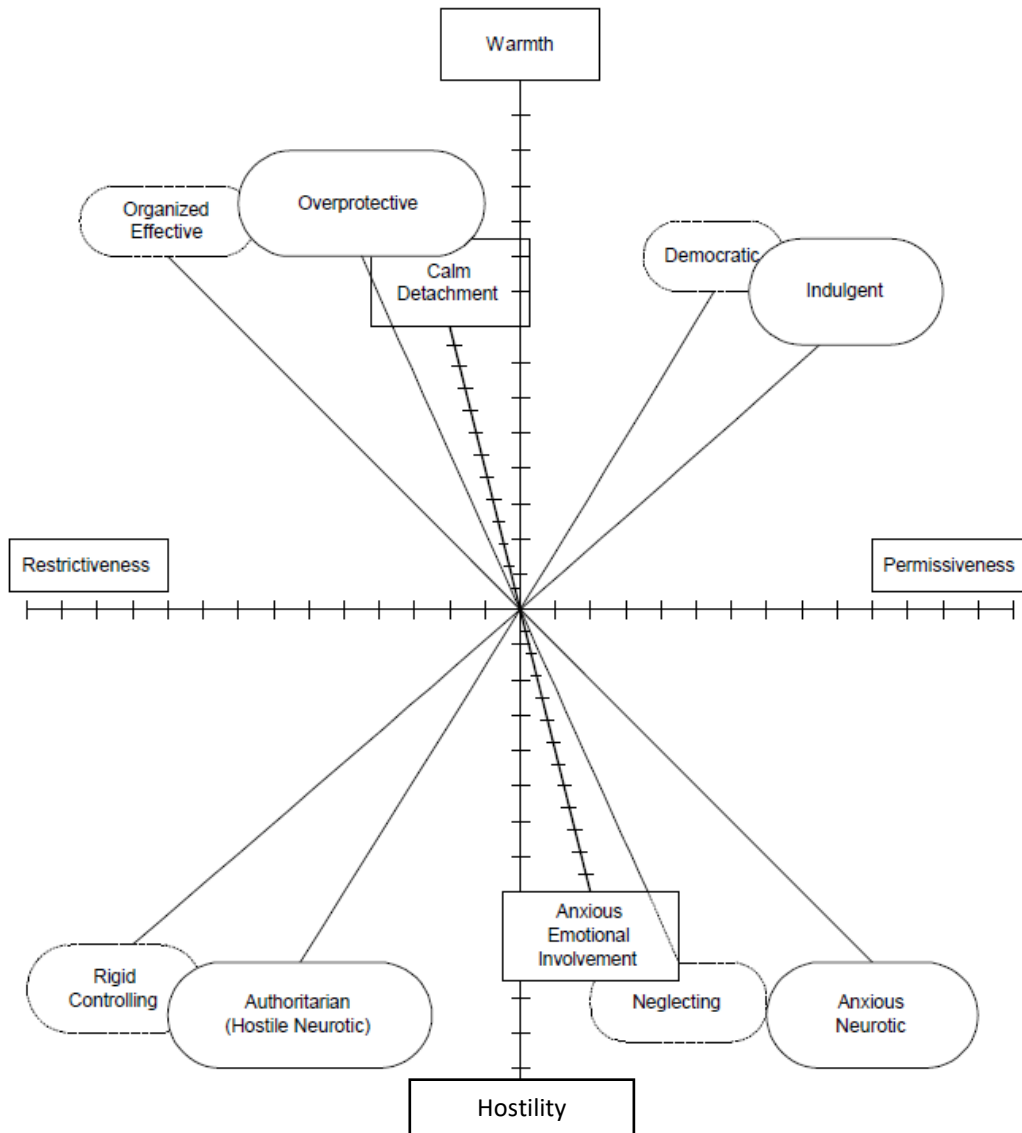 Warmth
Organized
Effective
Overprotective
Calm
Detachment
Democratic
Indulgent
Restrictiveness
Permissiveness
Rigid
Controlling
Authoritarian
(Hostile Neurotic)
Anxious
Emotional
Involvement
Neglecting
Anxious
Neurotic
Hostility